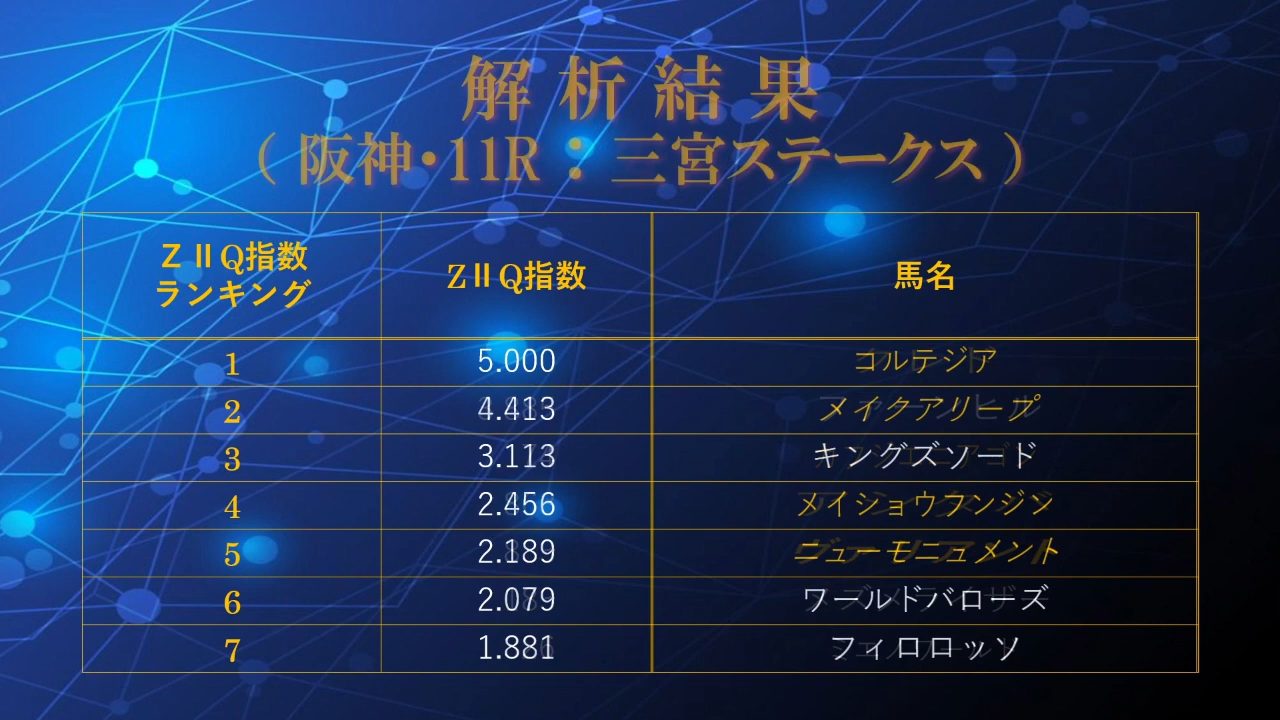 解析結果
（阪神・11R：三宮ステークス）
ＺⅡQ指数
ランキング
ZⅡQ指数
馬名
1 5.000 コルテジア
2 4.413 メイクアリープ
3 3.113 キングズソード
4 2.456 メイショウフンジン
5 2.189 ニューモニュメント
6 2.079 ワールドバローズ
7 1.881 フィロロッソ